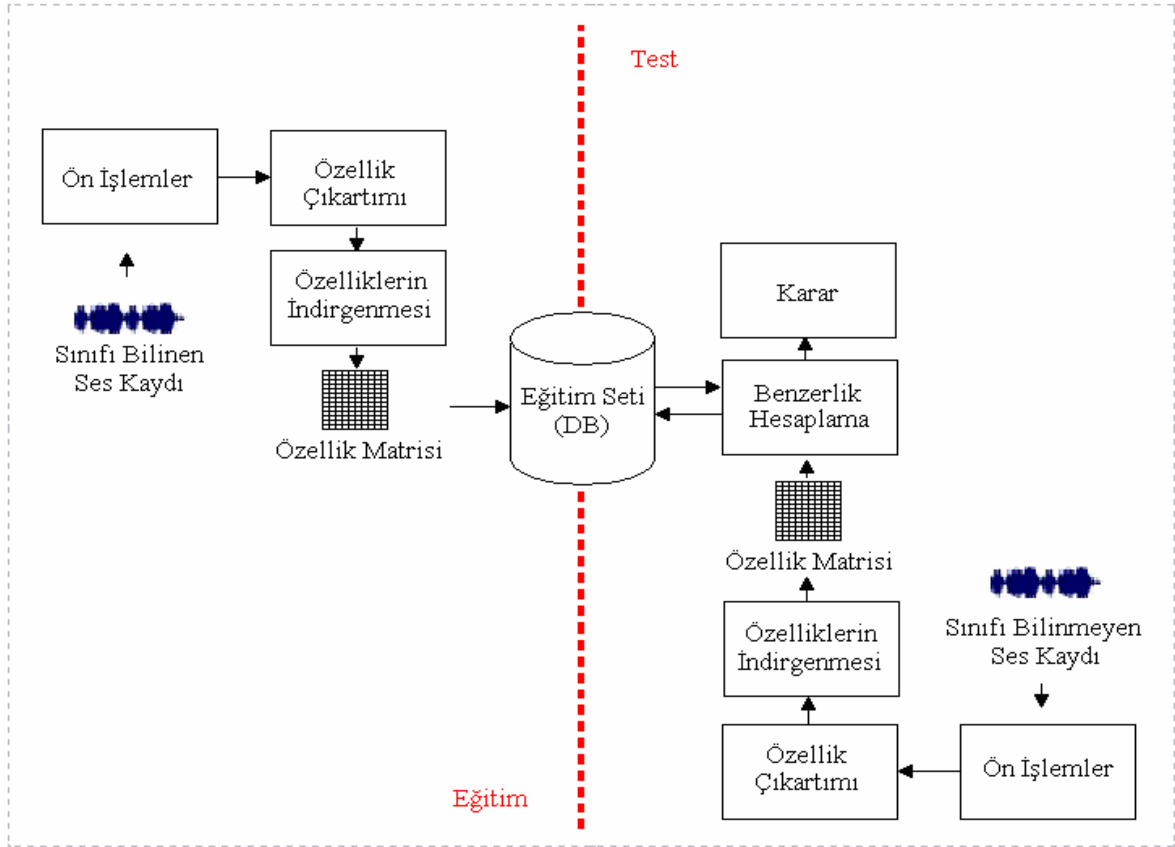 Test
Ön İşlemler
Özellik
Çıkartımı
Özelliklerin
İndirgenmesi
Sınıfı Bilinen
Ses Kaydı
Özellik Matrisi
Eğitim Seti
(DB)
Karar
Benzerlik
Hesaplama
Özellik Matrisi
Özelliklerin
İndirgenmesi
Sınıfı Bilinmeyen
Ses Kaydı
Özellik
Çıkartımı
Ön İşlemler
Eğitim